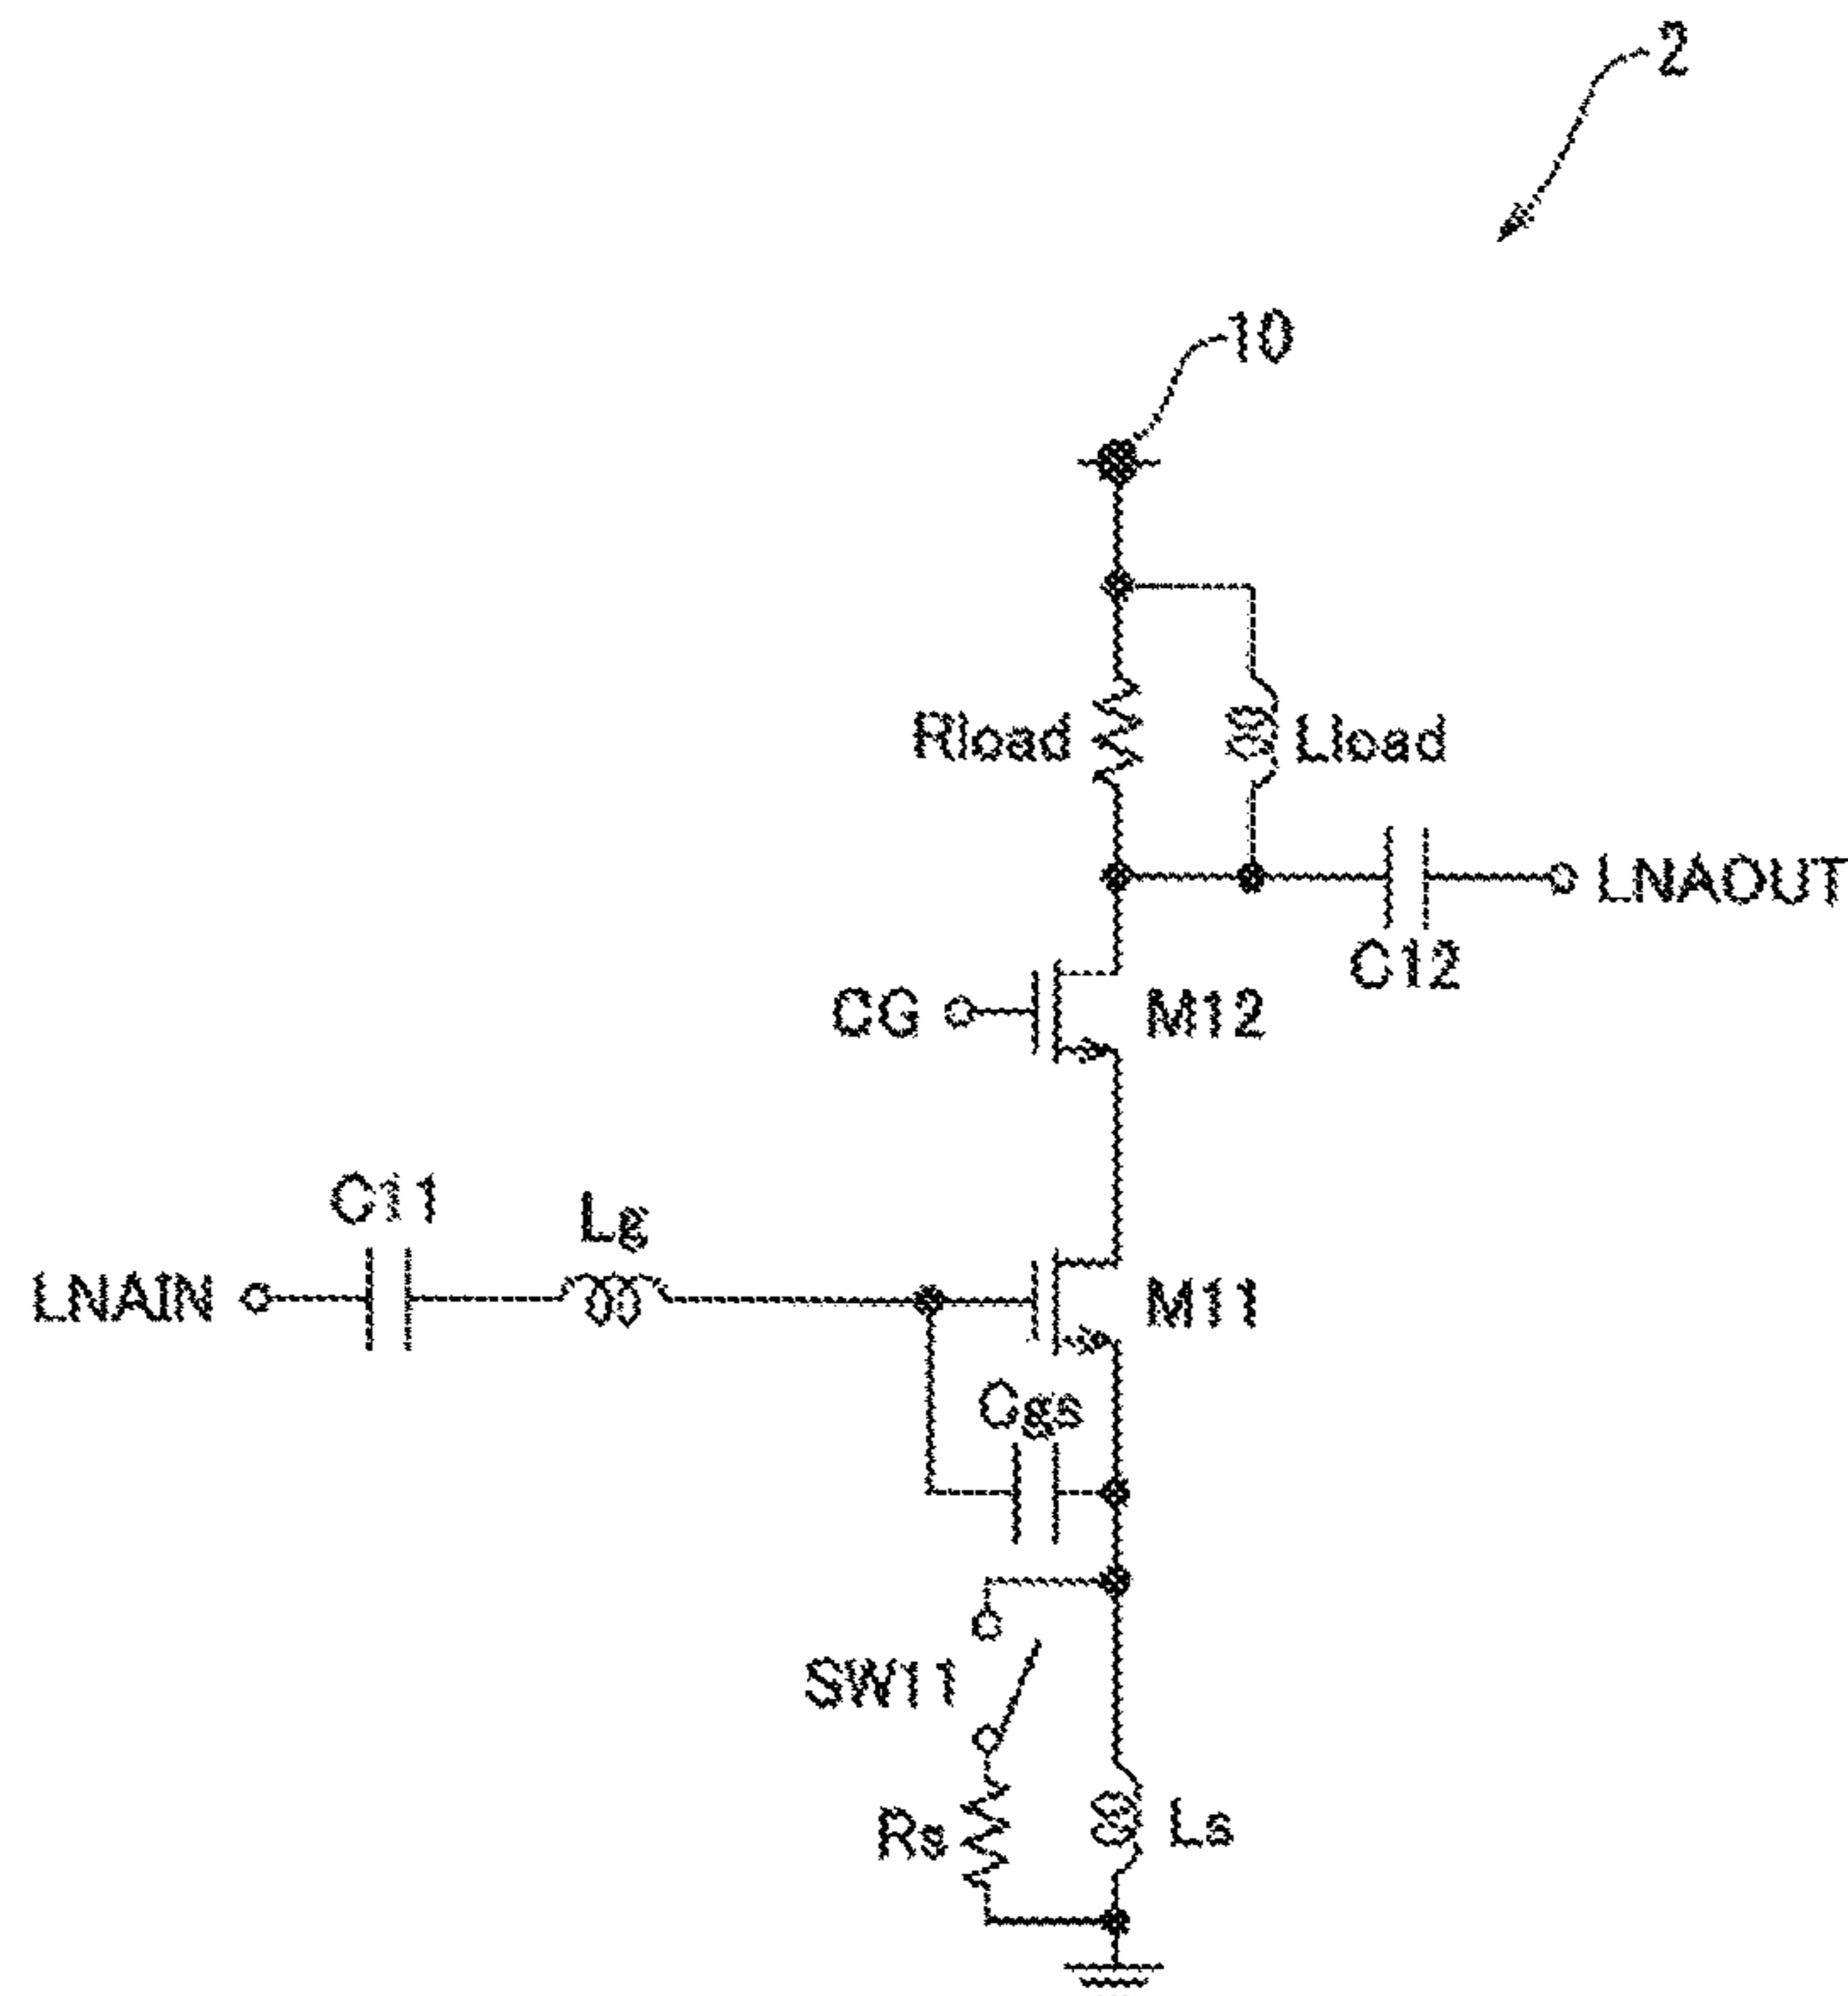 2
10
Rload
Lload
LNAOUT
C12
CG
M12
C11
Lg
LNAIN
M11
Cgs
SW11
Rs
Ls